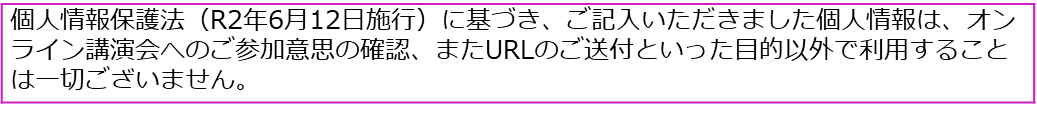 個人情報保護法（R2年6月12日施行）に基づき、ご記入いただきました個人情報は、オン
ライン講演会へのご参加意思の確認、またURLのご送付といった目的以外で利用すること
は一切ございません。